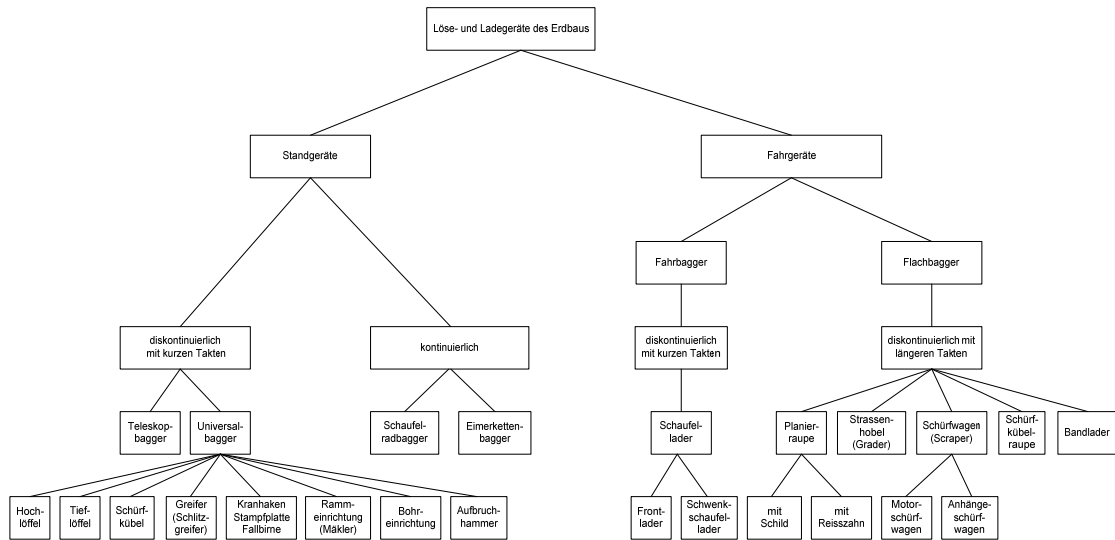 Löse- und Ladegeräte des Erdbaus
Standgeräte
Fahrgeräte
Fahrbagger
Flachbagger
diskontinuierlich
mit kurzen Takten
kontinuierlich
diskontinuierlich
mit kurzen Takten
diskontinuierlich mit
längeren Takten
Teleskop-
bagger
Universal-
bagger
Schaufel-
radbagger
Eimerketten-
bagger
Schaufel-
lader
Planier-
raupe
Strassen-
hobel
(Grader)
Schürfwagen
(Scraper)
Schürf-
kübel-
raupe
Bandlader
Hoch-
löffel
Tief-
löffel
Schürf-
kübel
Greifer
(Schlitz-
greifer)
Kranhaken
Stampfplatte
Fallbirne
Ramm-
einrichtung
(Mäkler)
Bohr-
einrichtung
Aufbruch-
hammer
Front-
lader
Schwenk-
schaufel-
lader
mit
Schild
mit
Reisszahn
Motor-
schürf-
wagen
Anhänge-
schürf-
wagen